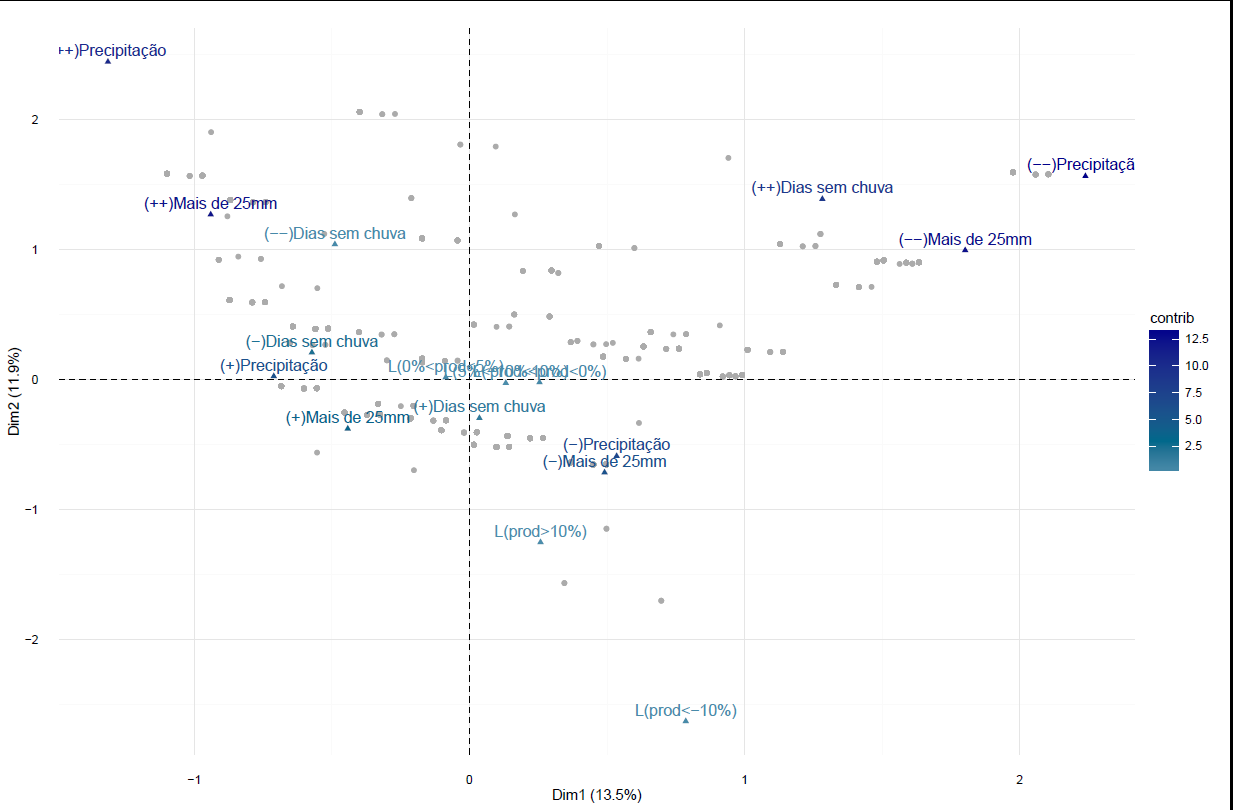 ++)Precipitação
2
(−−)Precipitaçã
(++)Dias sem chuva
(++)Mais de 25mm
(−−)Dias sem chuva
(−−)Mais de 25mm
1
contrib
12.5
10.0
7.5
5.0
2.5
(−)Dias sem chuva
(+)Precipitação
L(0%<prod<5%)
0
(+)Dias sem chuva
(+)Mais de 25mm
(−)Precipitação
(−)Mais de 25mm
−1
L(prod>10%)
−2
L(prod<−10%)
Dim2 (11.9%)
−1 0 1 2
Dim1 (13.5%)